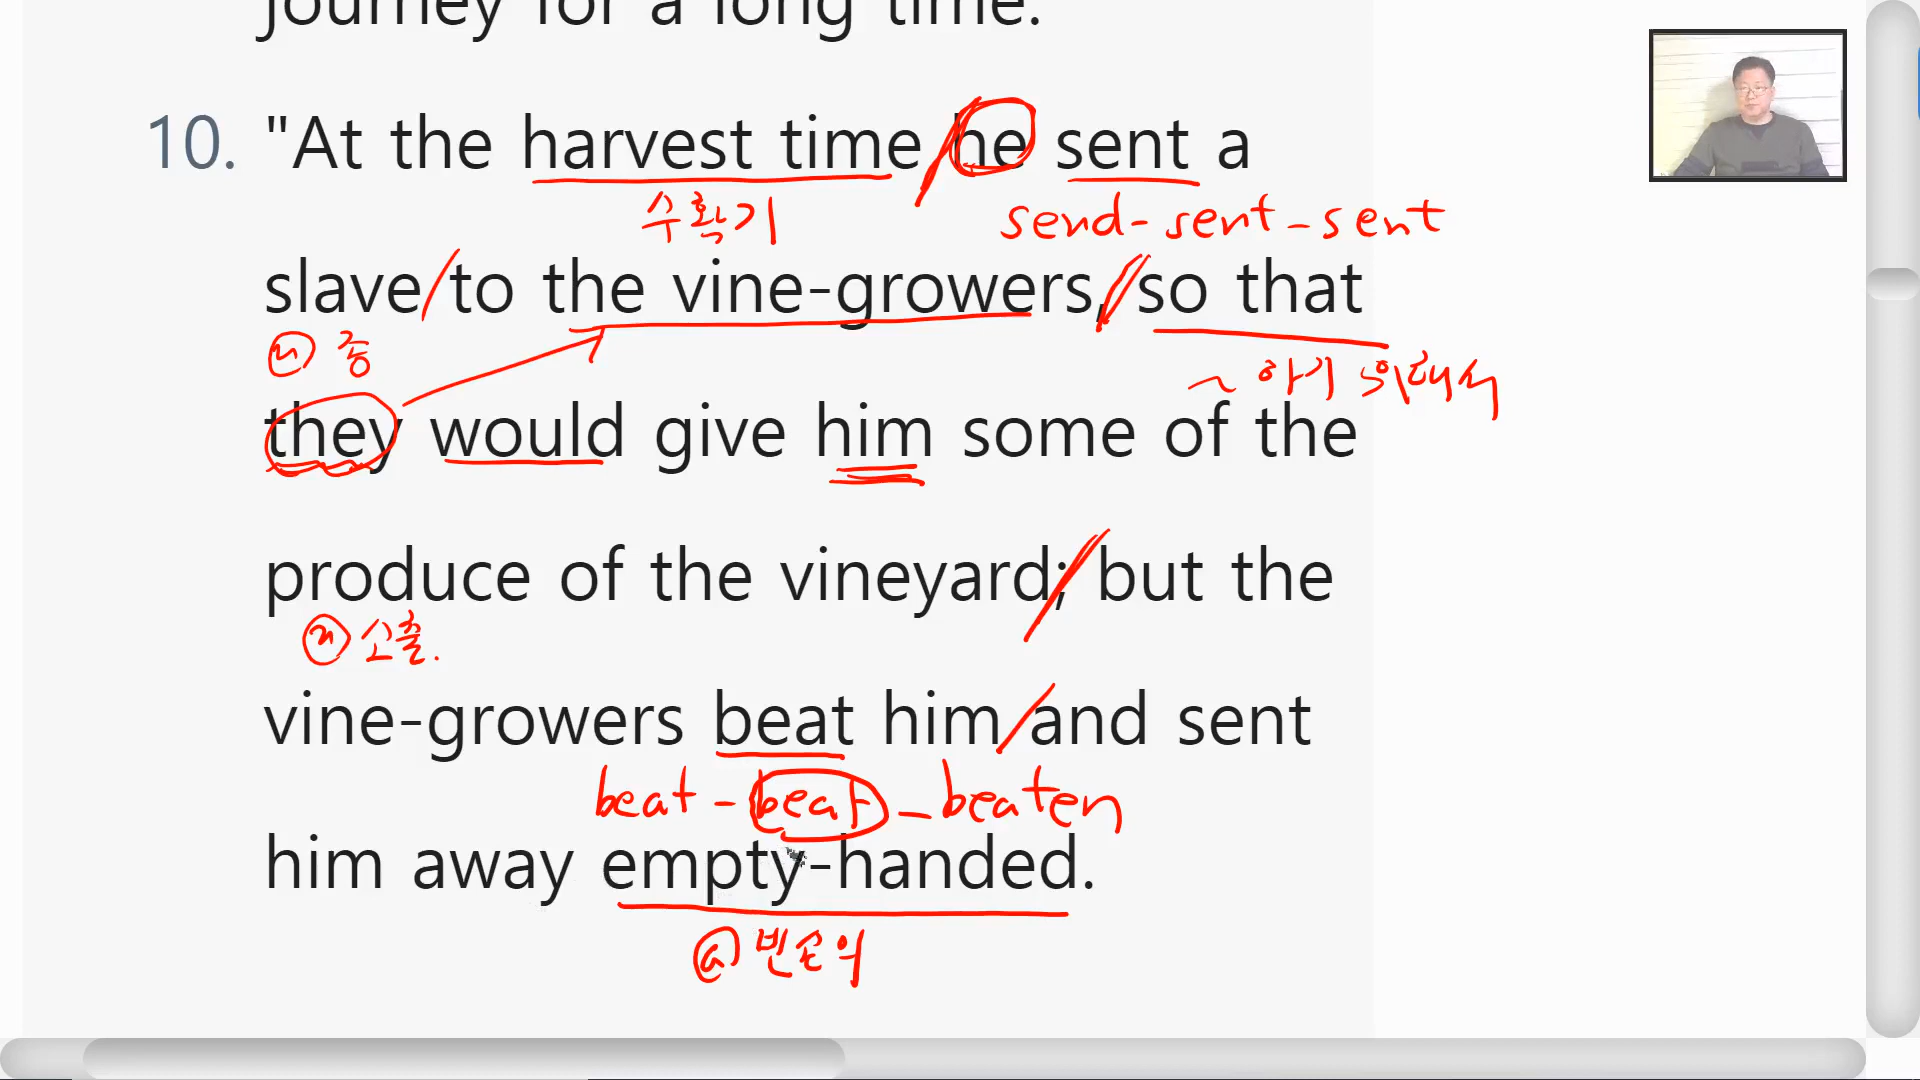 journey for a long time.
10. "At the harvest time he sent a
수확기 send-sent-sent
slave to the vine-growers, so that
n 종 ~하기 위해서
they would give him some of the
produce of the vineyard; but the
n 소출.
vine-growers beat him and sent
beat-beat-beaten
him away empty-handed.
a 빈손의